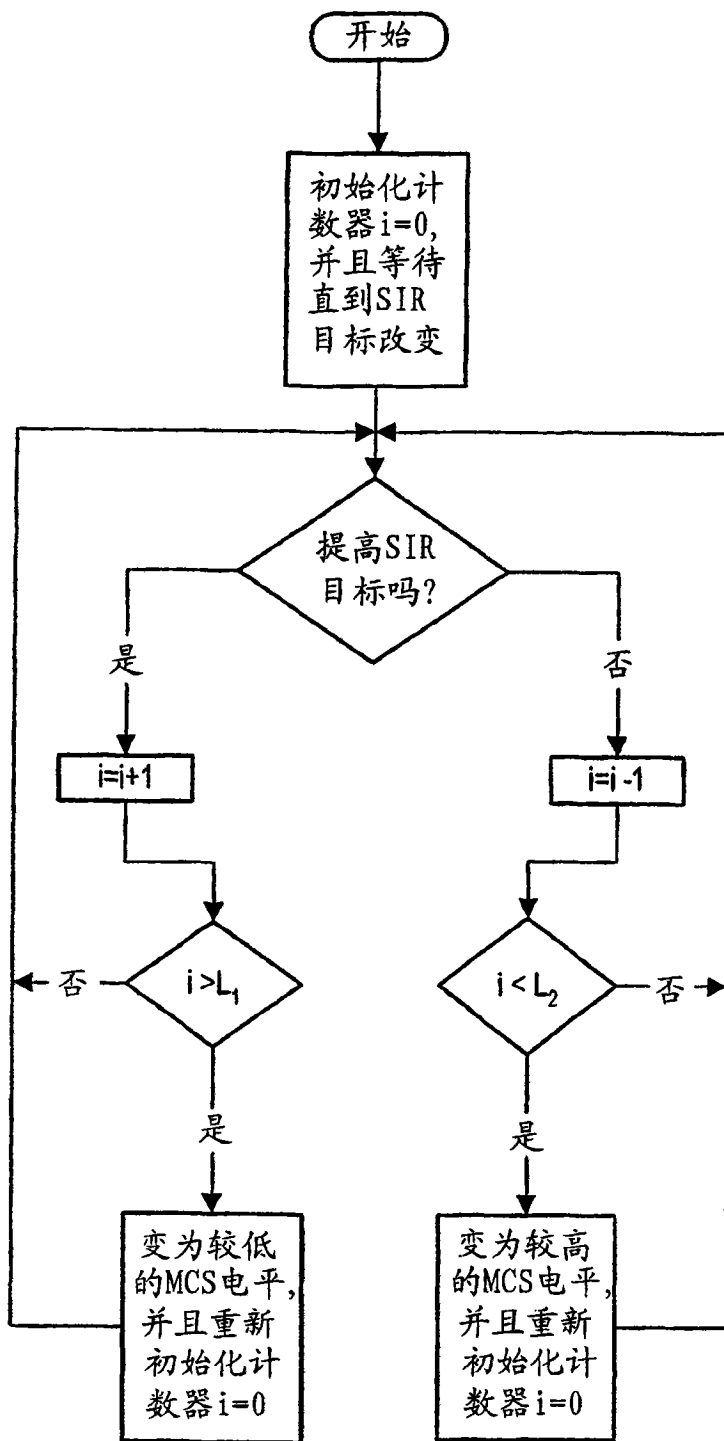 开始
初始化计
数器i=0,
并且等待
直到SIR
目标改变
提高SIR
目标吗?
是
否
i=i+1
i=i-1
i>L₁
否
i<L₂
否
是
是
变为较低
的MCS电平,
并且重新
初始化计
数器i=0
变为较高
的MCS电平,
并且重新
初始化计
数器i=0